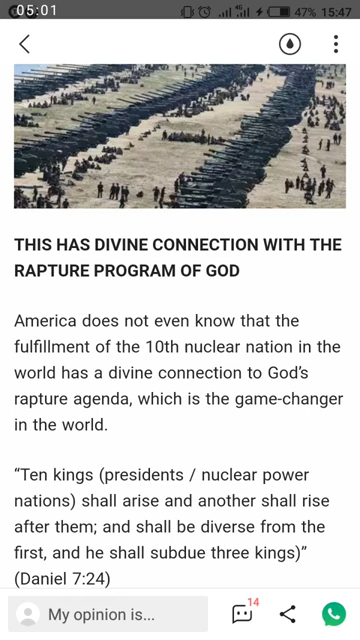 05:01
4G 47% 15:47
THIS HAS DIVINE CONNECTION WITH THE
RAPTURE PROGRAM OF GOD
America does not even know that the
fulfillment of the 10th nuclear nation in the
world has a divine connection to God's
rapture agenda, which is the game-changer
in the world.
“Ten kings (presidents / nuclear power
nations) shall arise and another shall rise
after them; and shall be diverse from the
first, and he shall subdue three kings)”
(Daniel 7:24)
My opinion is...
14